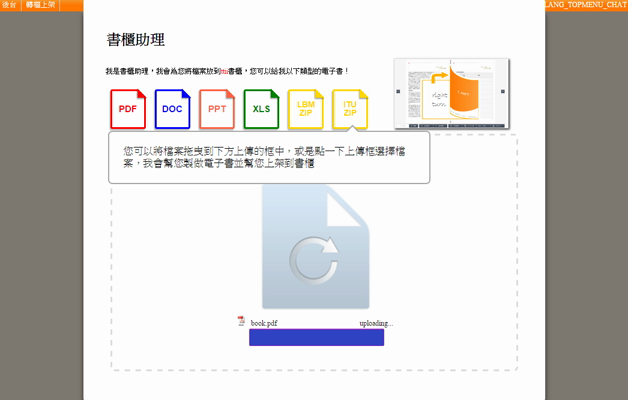 後台 轉檔上架
LANG_TOPMENU_CHAT
書櫃助理
我是書櫃助理，我會為您將檔案放到mi書櫃，您可以給我以下類型的電子書！
PDF DOC PPT XLS LBM ZIP ITU ZIP
您可以將檔案拖曳到下方上傳的框中，或是點一下上傳框選擇檔
案，我會幫您製做電子書並幫您上架到書櫃
book.pdf uploading...